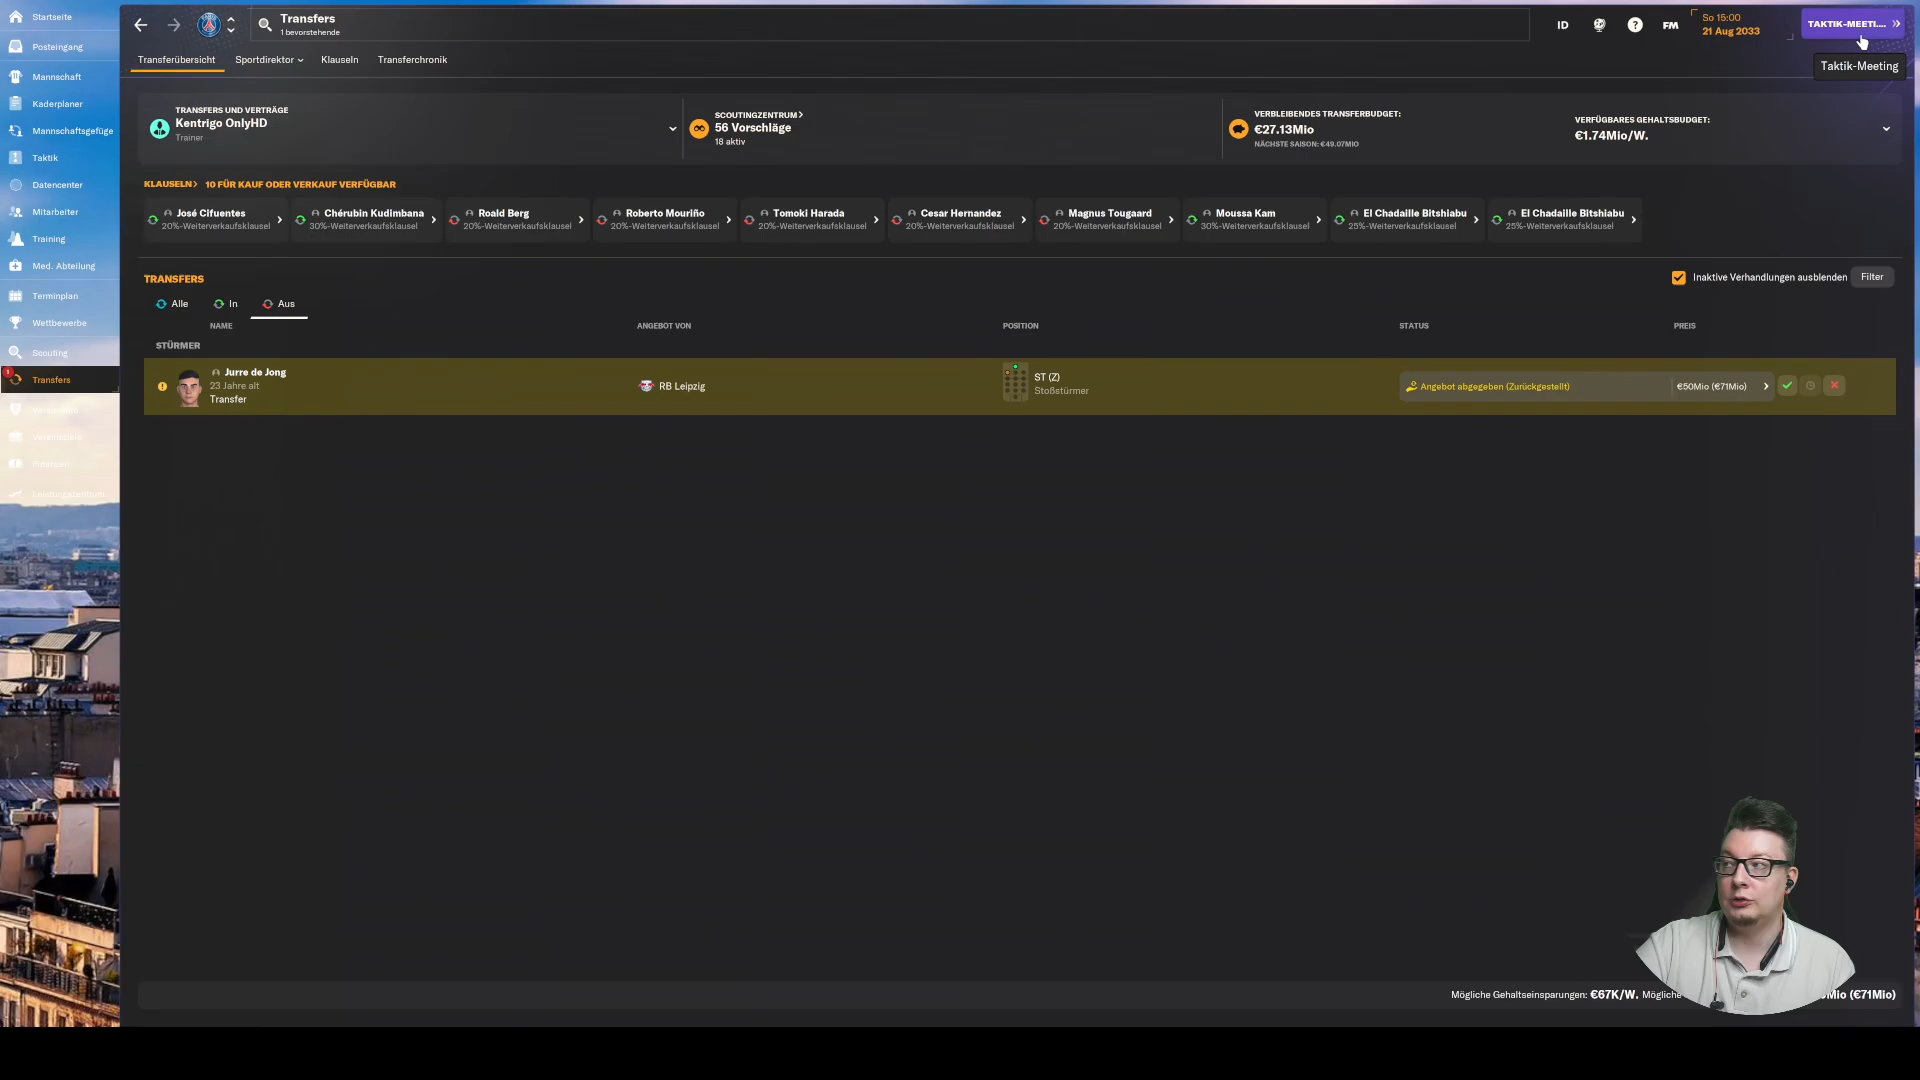 Startseite
Posteingang
Mannschaft
Kaderplaner
Mannschaftsgefüge
Taktik
Datencenter
Mitarbeiter
Training
Med. Abteilung
Terminplan
Wettbewerbe
Scouting
1
Transfers
Transfers
1 bevorstehende
ID
?
FM
So 15:00
21 Aug 2033
TAKTIK-MEETI....
Taktik-Meeting
Transferübersicht
Sportdirektor
Klauseln
Transferchronik
TRANSFERS UND VERTRÄGE
Kentrigo OnlyHD
Trainer
SCOUTINGZENTRUM
56 Vorschläge
18 aktiv
VERBLEIBENDES TRANSFERBUDGET:
€27.13Mio
NÄCHSTE SAISON: €49.07MIO
VERFÜGBARES GEHALTSBUDGET:
€1.74Mio/W.
KLAUSELN 10 FÜR KAUF ODER VERKAUF VERFÜGBAR
José Cifuentes
20%-Weiterverkaufsklausel
Chérubin Kudimbana
30%-Weiterverkaufsklausel
Roald Berg
20%-Weiterverkaufsklausel
Roberto Mouriño
20%-Weiterverkaufsklausel
Tomoki Harada
20%-Weiterverkaufsklausel
Cesar Hernandez
20%-Weiterverkaufsklausel
Magnus Tougaard
20%-Weiterverkaufsklausel
Moussa Kam
30%-Weiterverkaufsklausel
El Chadaille Bitshiabu
25%-Weiterverkaufsklausel
El Chadaille Bitshiabu
25%-Weiterverkaufsklausel
TRANSFERS
Inaktive Verhandlungen ausblenden
Filter
Alle
In
Aus
NAME
ANGEBOT VON
POSITION
STATUS
PREIS
STÜRMER
Jurre de Jong
23 Jahre alt
Transfer
RB Leipzig
ST (Z)
Stoßstürmer
Angebot abgegeben (Zurückgestellt)
€50Mio (€71Mio)
Mögliche Gehaltseinsparungen: €67K/W. Mögliche
Mio (€71Mio)